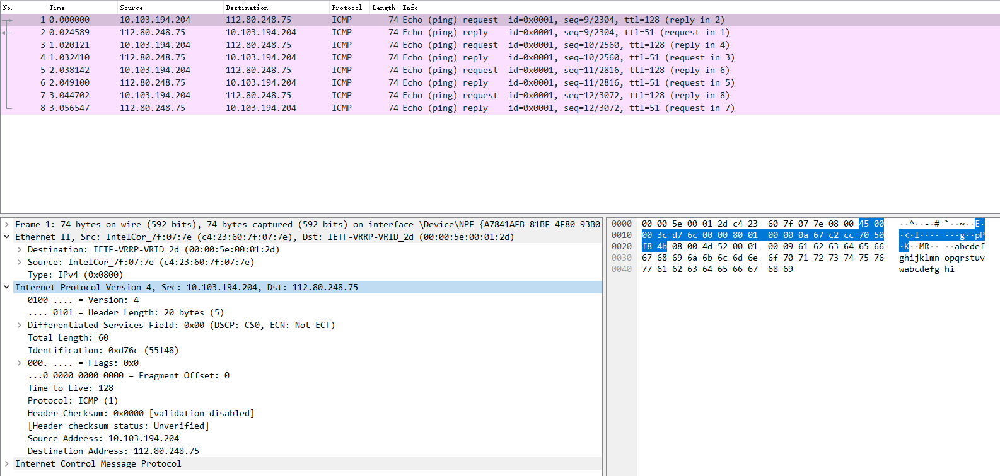 No. Time Source Destination Protocol Length Info
1 0.000000 10.103.194.204 112.80.248.75 ICMP 74 Echo (ping) request id=0x0001, seq=9/2304, ttl=128 (reply in 2)
2 0.024589 112.80.248.75 10.103.194.204 ICMP 74 Echo (ping) reply id=0x0001, seq=9/2304, ttl=51 (request in 1)
3 1.020121 10.103.194.204 112.80.248.75 ICMP 74 Echo (ping) request id=0x0001, seq=10/2560, ttl=128 (reply in 4)
4 1.032410 112.80.248.75 10.103.194.204 ICMP 74 Echo (ping) reply id=0x0001, seq=10/2560, ttl=51 (request in 3)
5 2.038142 10.103.194.204 112.80.248.75 ICMP 74 Echo (ping) request id=0x0001, seq=11/2816, ttl=128 (reply in 6)
6 2.049100 112.80.248.75 10.103.194.204 ICMP 74 Echo (ping) reply id=0x0001, seq=11/2816, ttl=51 (request in 5)
7 3.044702 10.103.194.204 112.80.248.75 ICMP 74 Echo (ping) request id=0x0001, seq=12/3072, ttl=128 (reply in 8)
8 3.056547 112.80.248.75 10.103.194.204 ICMP 74 Echo (ping) reply id=0x0001, seq=12/3072, ttl=51 (request in 7)
Frame 1: 74 bytes on wire (592 bits), 74 bytes captured (592 bits) on interface \Device\NPF_{A7841AFB-81BF-4F80-93B0-
Ethernet II, Src: IntelCor_7f:07:7e (c4:23:60:7f:07:7e), Dst: IETF-VRRP-VRID_2d (00:00:5e:00:01:2d)
Destination: IETF-VRRP-VRID_2d (00:00:5e:00:01:2d)
Source: IntelCor_7f:07:7e (c4:23:60:7f:07:7e)
Type: IPv4 (0x0800)
Internet Protocol Version 4, Src: 10.103.194.204, Dst: 112.80.248.75
0100 .... = Version: 4
.... 0101 = Header Length: 20 bytes (5)
Differentiated Services Field: 0x00 (DSCP: CS0, ECN: Not-ECT)
Total Length: 60
Identification: 0xd76c (55148)
000. .... = Flags: 0x0
...0 0000 0000 0000 = Fragment Offset: 0
Time to Live: 128
Protocol: ICMP (1)
Header Checksum: 0x0000 [validation disabled]
[Header checksum status: Unverified]
Source Address: 10.103.194.204
Destination Address: 112.80.248.75
Internet Control Message Protocol
0000 00 00 5e 00 01 2d c4 23 60 7f 07 7e 08 00 45 00 ··^··-·# `··~··E·
0010 00 3c d7 6c 00 00 80 01 00 00 0a 67 c2 cc 70 50 ·<·l···· ···g··pP
0020 f8 4b 08 00 4d 52 00 01 00 09 61 62 63 64 65 66 ·K··MR·· ··abcdef
0030 67 68 69 6a 6b 6c 6d 6e 6f 70 71 72 73 74 75 76 ghijklmn opqrstuv
0040 77 61 62 63 64 65 66 67 68 69 wabcdefg hi